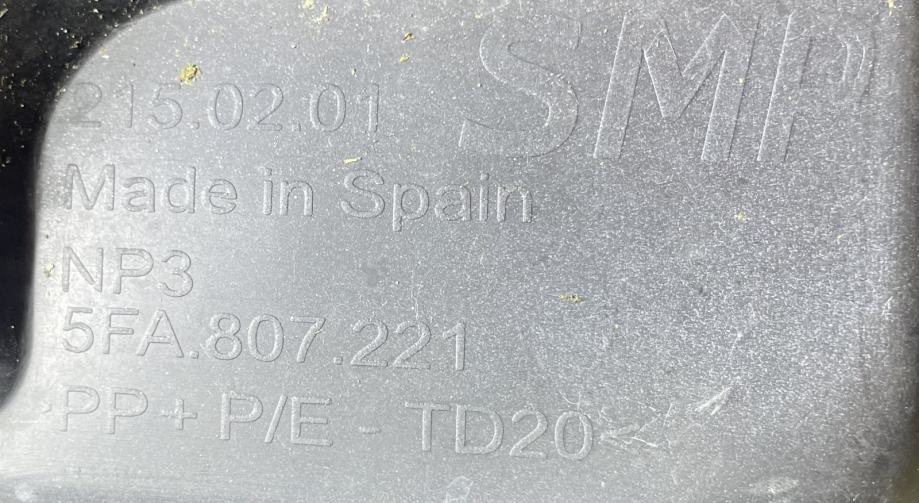 SMP
215.02.01
Made in Spain
NP3
5FA.807.221
>PP + P/E - TD20<